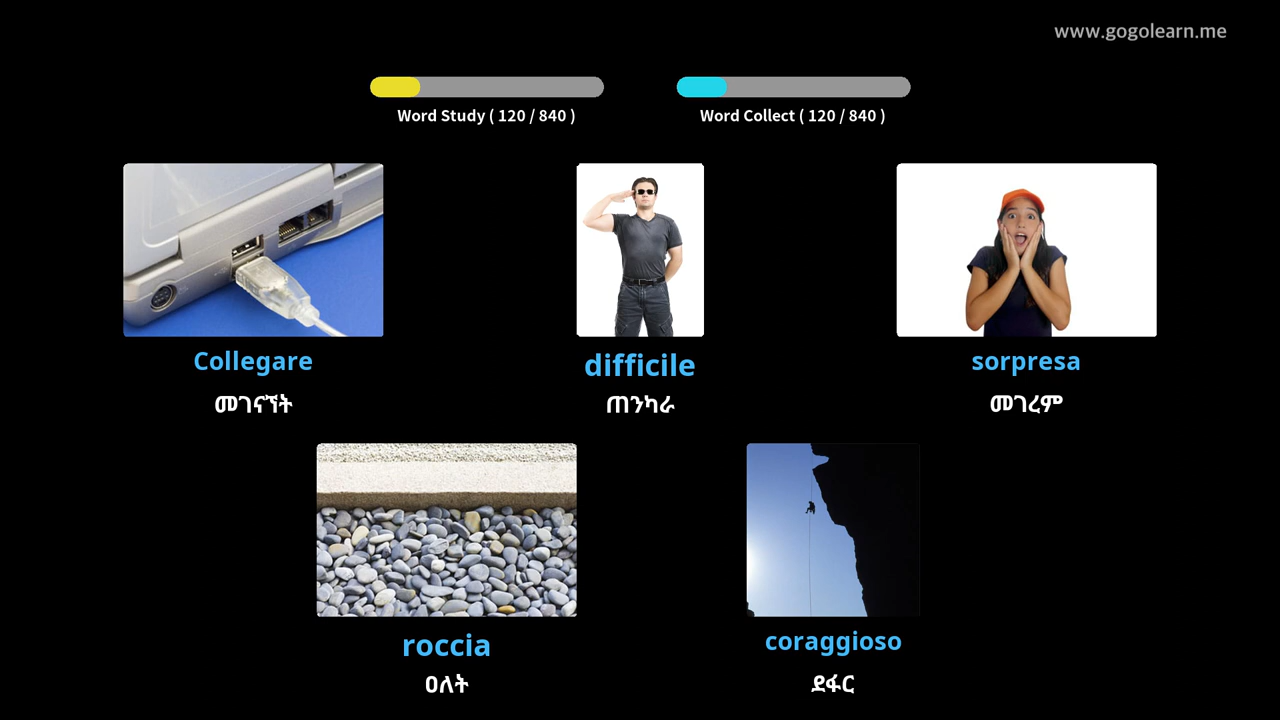 www.gogolearn.me
Word Study ( 120 / 840 )
Word Collect ( 120 / 840 )
Collegare
difficile
sorpresa
መገናኘት
ጠንካራ
መገረም
roccia
coraggioso
ዐለት
ደፋር